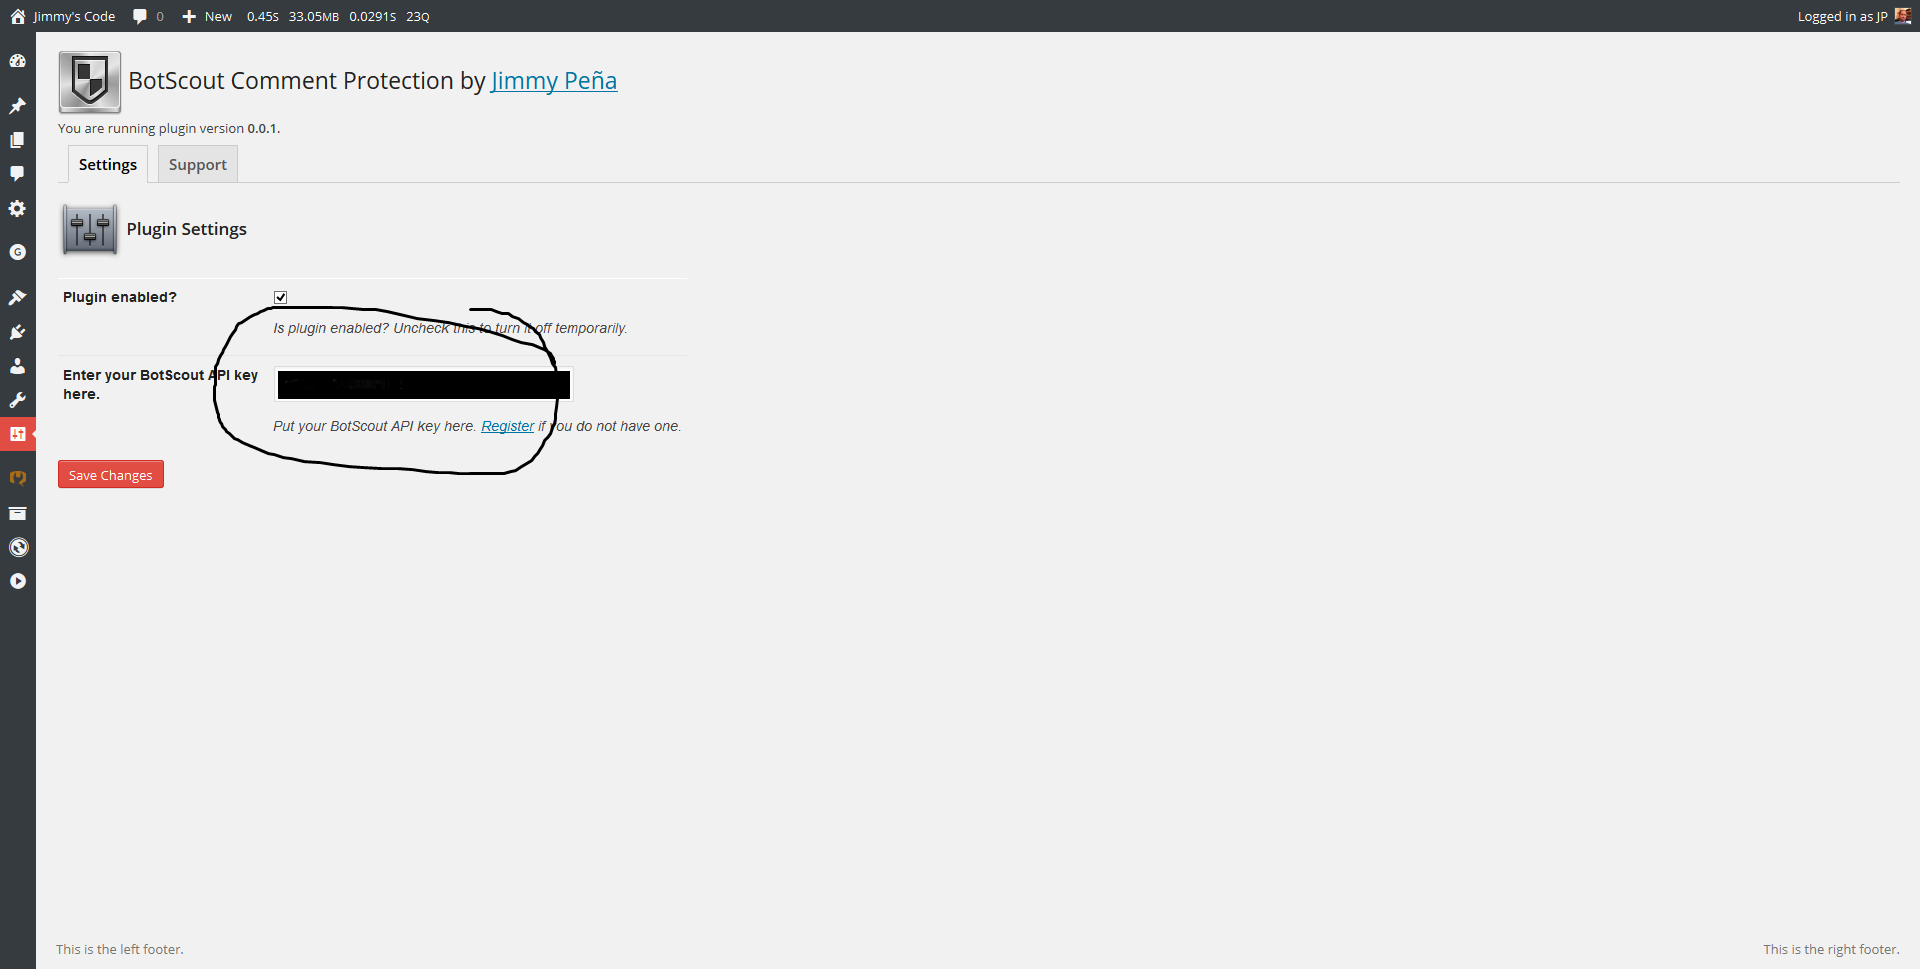 Jimmy's Code 0 New 0.45S 33.05MB 0.0291S 23Q Logged in as JP
BotScout Comment Protection by Jimmy Peña
You are running plugin version 0.0.1.
Settings Support
Plugin Settings
Plugin enabled?
Is plugin enabled? Uncheck this to turn it off temporarily.
Enter your BotScout API key
here.
Put your BotScout API key here. Register if you do not have one.
Save Changes
This is the left footer. This is the right footer.